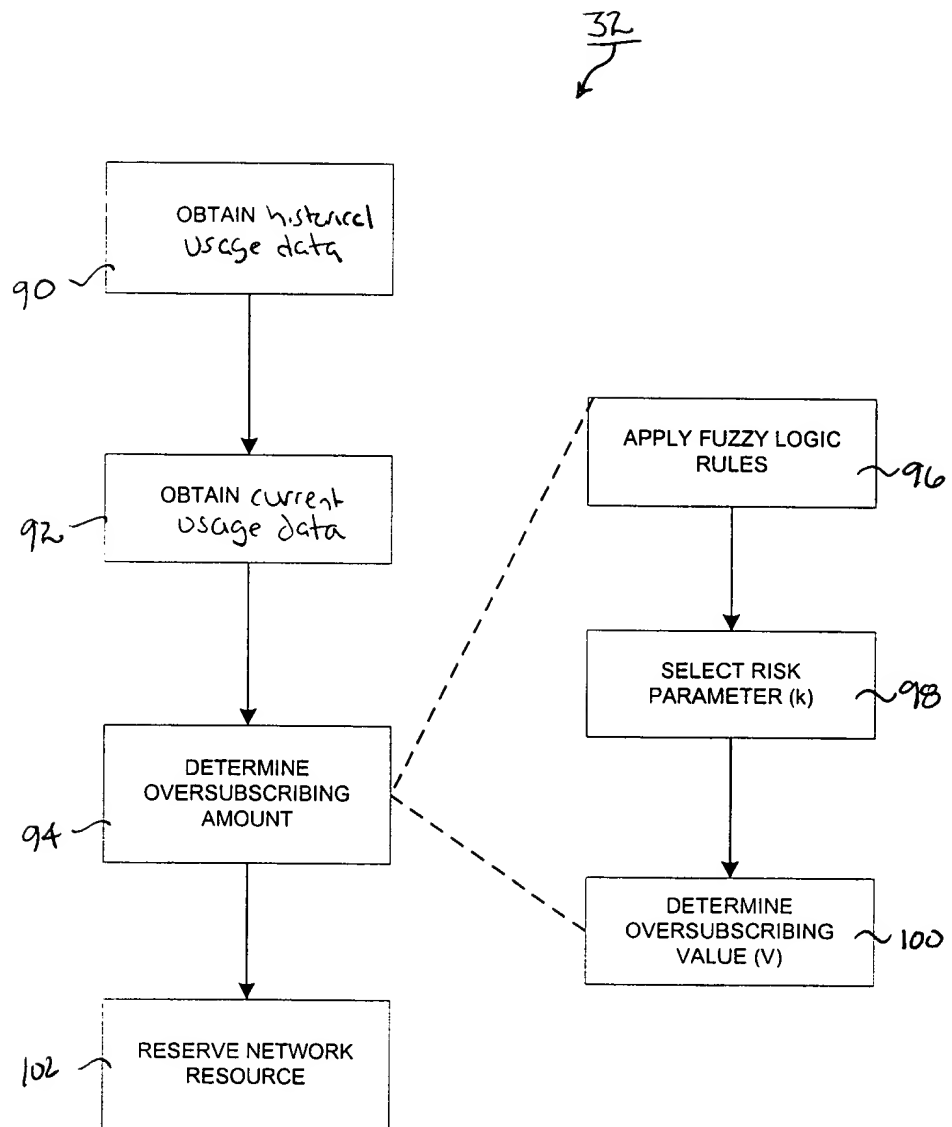 32
OBTAIN historical
usage data
90
OBTAIN current
usage data
92
DETERMINE
OVERSUBSCRIBING
AMOUNT
94
RESERVE NETWORK
RESOURCE
102
APPLY FUZZY LOGIC
RULES
96
SELECT RISK
PARAMETER (k)
98
DETERMINE
OVERSUBSCRIBING
VALUE (V)
100